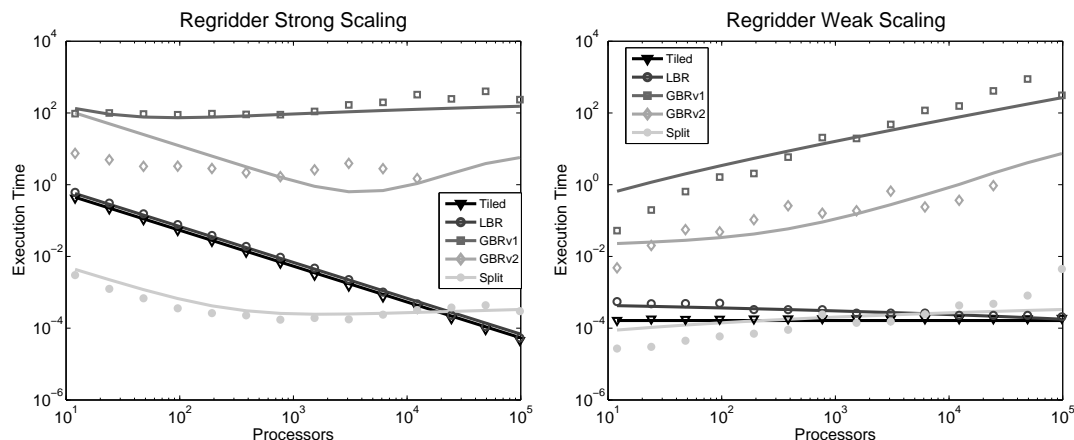 Regridder Strong Scaling
10^4
10^2
10^0
10^-2
10^-4
10^-6
Execution Time
10^1
10^2
10^3
10^4
10^5
Processors
Tiled
LBR
GBRv1
GBRv2
Split
Regridder Weak Scaling
10^4
10^2
10^0
10^-2
10^-4
10^-6
Execution Time
10^1
10^2
10^3
10^4
10^5
Processors
Tiled
LBR
GBRv1
GBRv2
Split